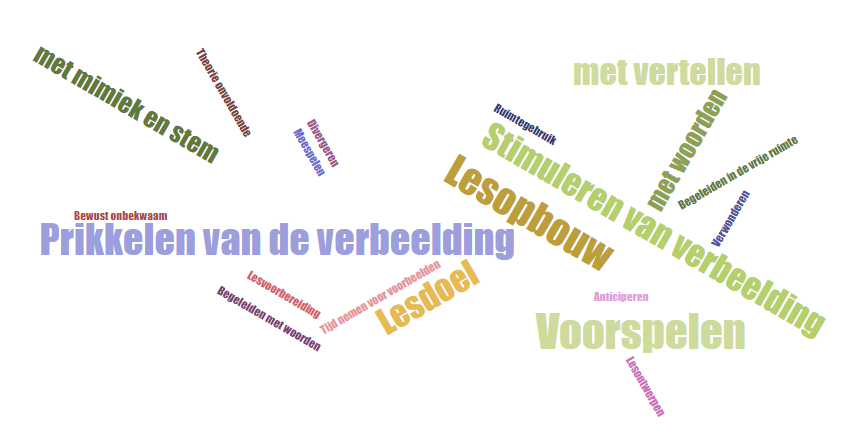 met mimiek en stem
Theorie onvoldoende
met vertellen
Divergeren
Meespelen
Ruimtegebruik
Stimuleren van verbeelding
met woorden
Begeleiden in de vrije ruimte
Lesopbouw
Verwonderen
Bewust onbekwaam
Prikkelen van de verbeelding
Lesvoorbereiding
Tijd nemen voor voorbeelden
Lesdoel
Begeleiden met woorden
Anticiperen
Voorspelen
Lesontwerpen